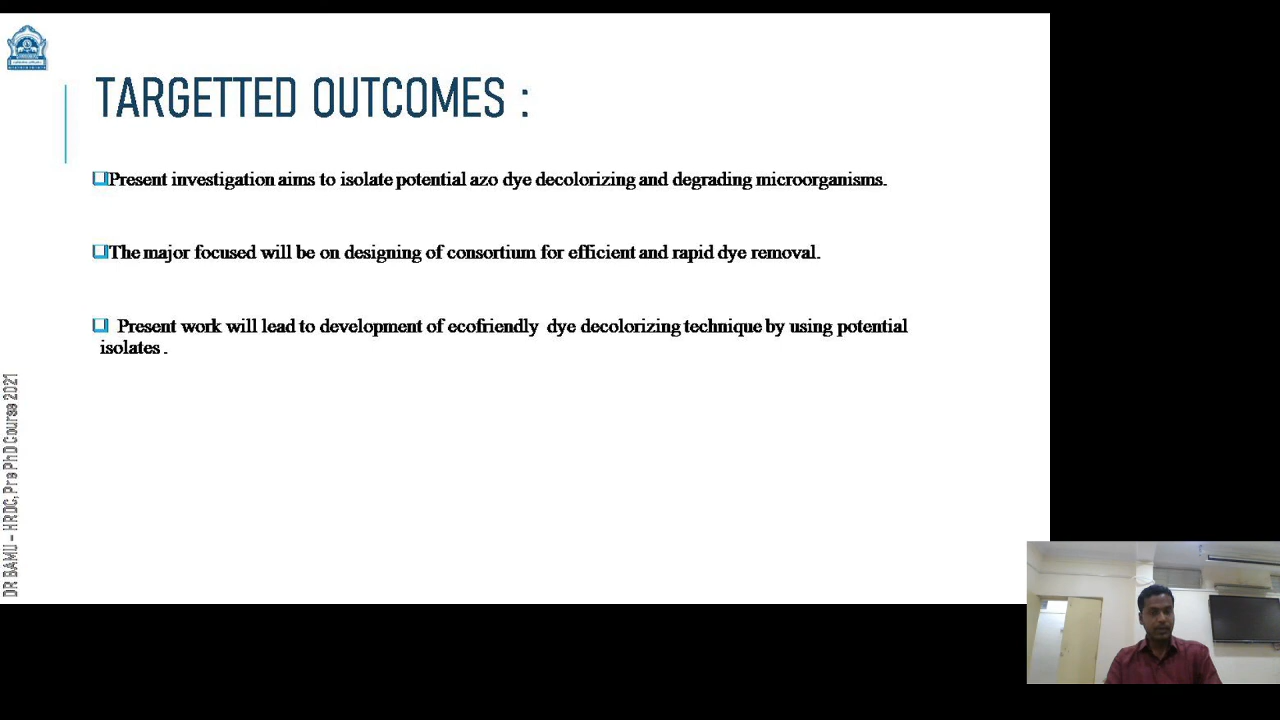 TARGETTED OUTCOMES :
Present investigation aims to isolate potential azo dye decolorizing and degrading microorganisms.
The major focused will be on designing of consortium for efficient and rapid dye removal.
Present work will lead to development of ecofriendly dye decolorizing technique by using potential
isolates .
DR BAMU – HRDC, Pre PhD Course 2021